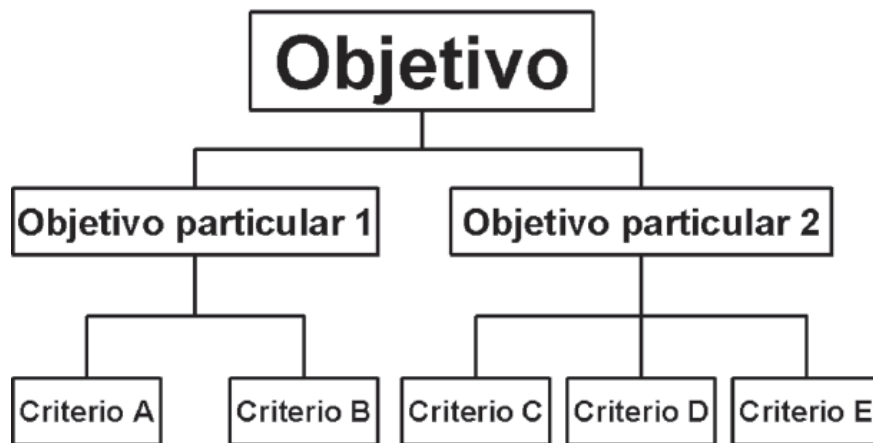 Objetivo
Objetivo particular 1
Objetivo particular 2
Criterio A
Criterio B
Criterio C
Criterio D
Criterio E